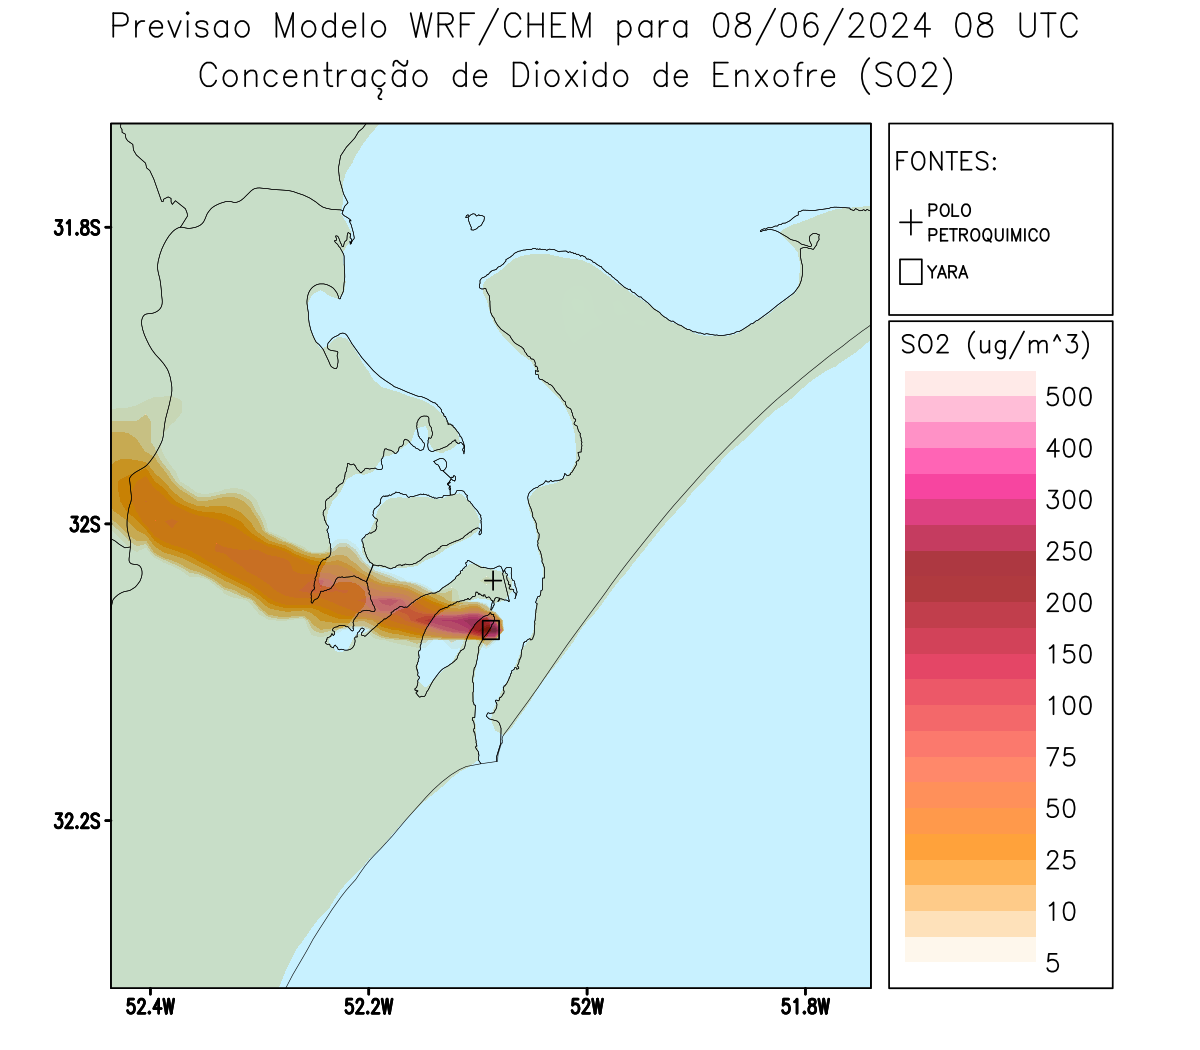 Previsao Modelo WRF/CHEM para 08/06/2024 08 UTC
Concentração de Dioxido de Enxofre (SO2)
FONTES:
POLO
PETROQUIMICO
YARA
SO2 (ug/m^3)
500
400
300
250
200
150
100
75
50
25
10
5
31.8S
32S
32.2S
52.4W
52.2W
52W
51.8W